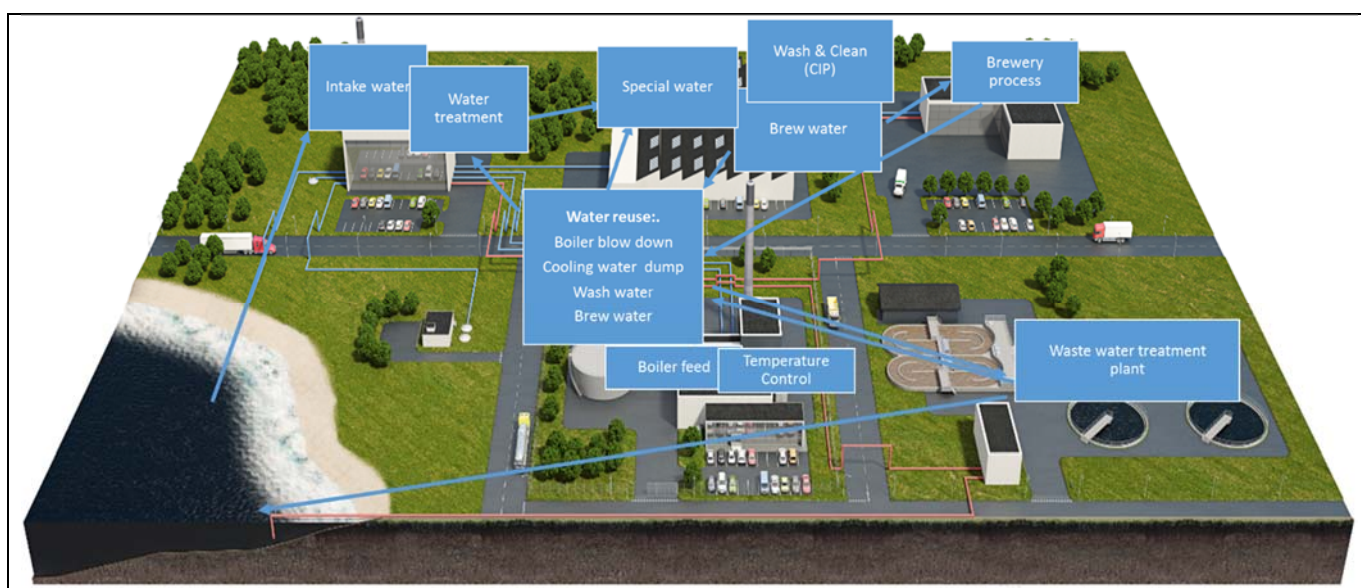 Intake water
Water
treatment
Special water
Wash & Clean
(CIP)
Brew water
Brewery
process
Water reuse:.
Boiler blow down
Cooling water dump
Wash water
Brew water
Boiler feed
Temperature
Control
Waste water treatment
plant